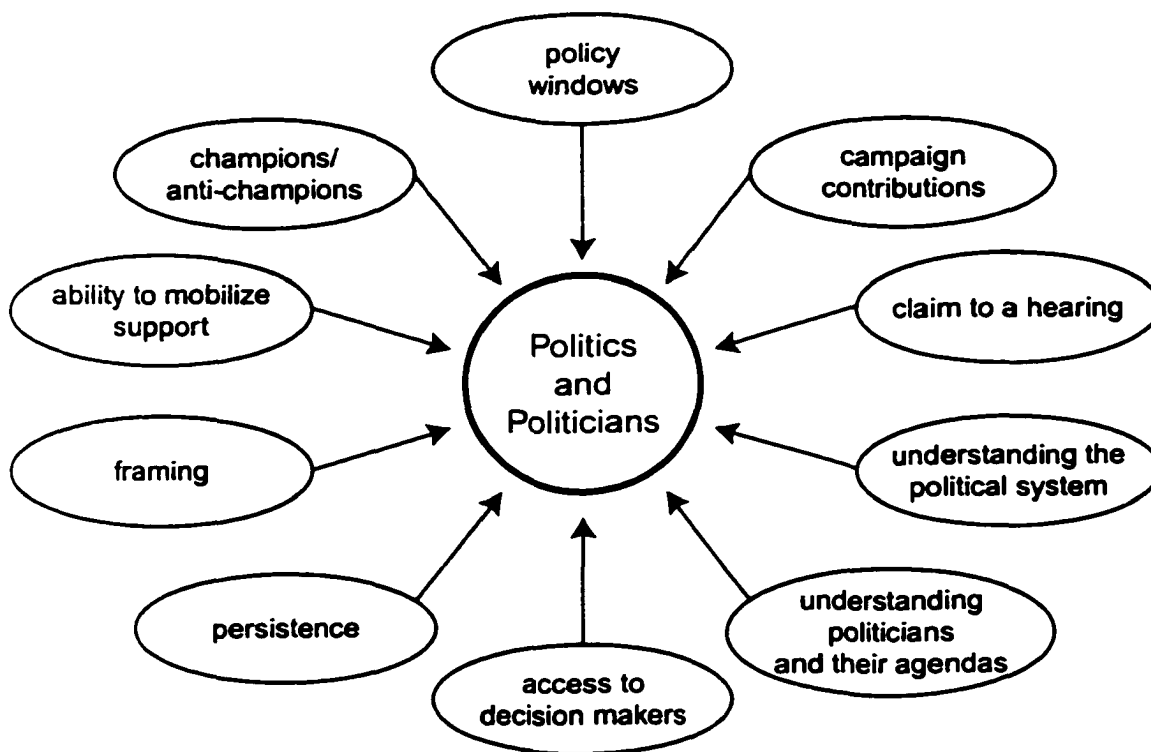 policy
windows
champions/
anti-champions
campaign
contributions
ability to mobilize
support
claim to a hearing
Politics
and
Politicians
framing
understanding the
political system
persistence
understanding
politicians
and their agendas
access to
decision makers